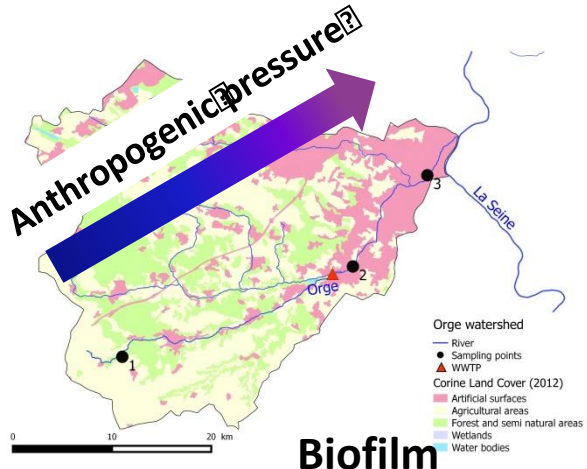 Anthropogenic pressure
3
La Seine
2
Orge
1
Orge watershed
River
Sampling points
WWTP
Corine Land Cover (2012)
Artificial surfaces
Agricultural areas
Forest and semi natural areas
Wetlands
Water bodies
0 10 20 km
Biofilm